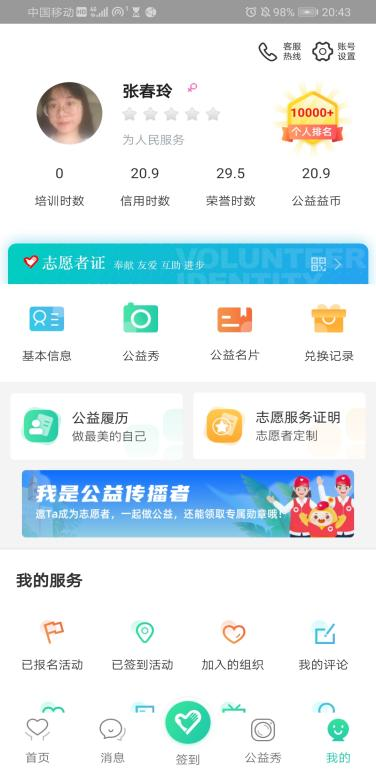 中国移动 HD 98% 20:43
客服热线
账号设置
张春玲
为人民服务
10000+
个人排名
0 20.9 29.5 20.9
培训时数 信用时数 荣誉时数 公益益币
志愿者证 奉献 友爱 互助 进步
VOLUNTEER
IDENTITY
基本信息 公益秀 公益名片 兑换记录
公益履历
做最美的自己
志愿服务证明
志愿者定制
我是公益传播者
邀Ta成为志愿者，一起做公益，还能领取专属勋章哦!
我的服务
已报名活动 已签到活动 加入的组织 我的评论
首页 消息 签到 公益秀 我的